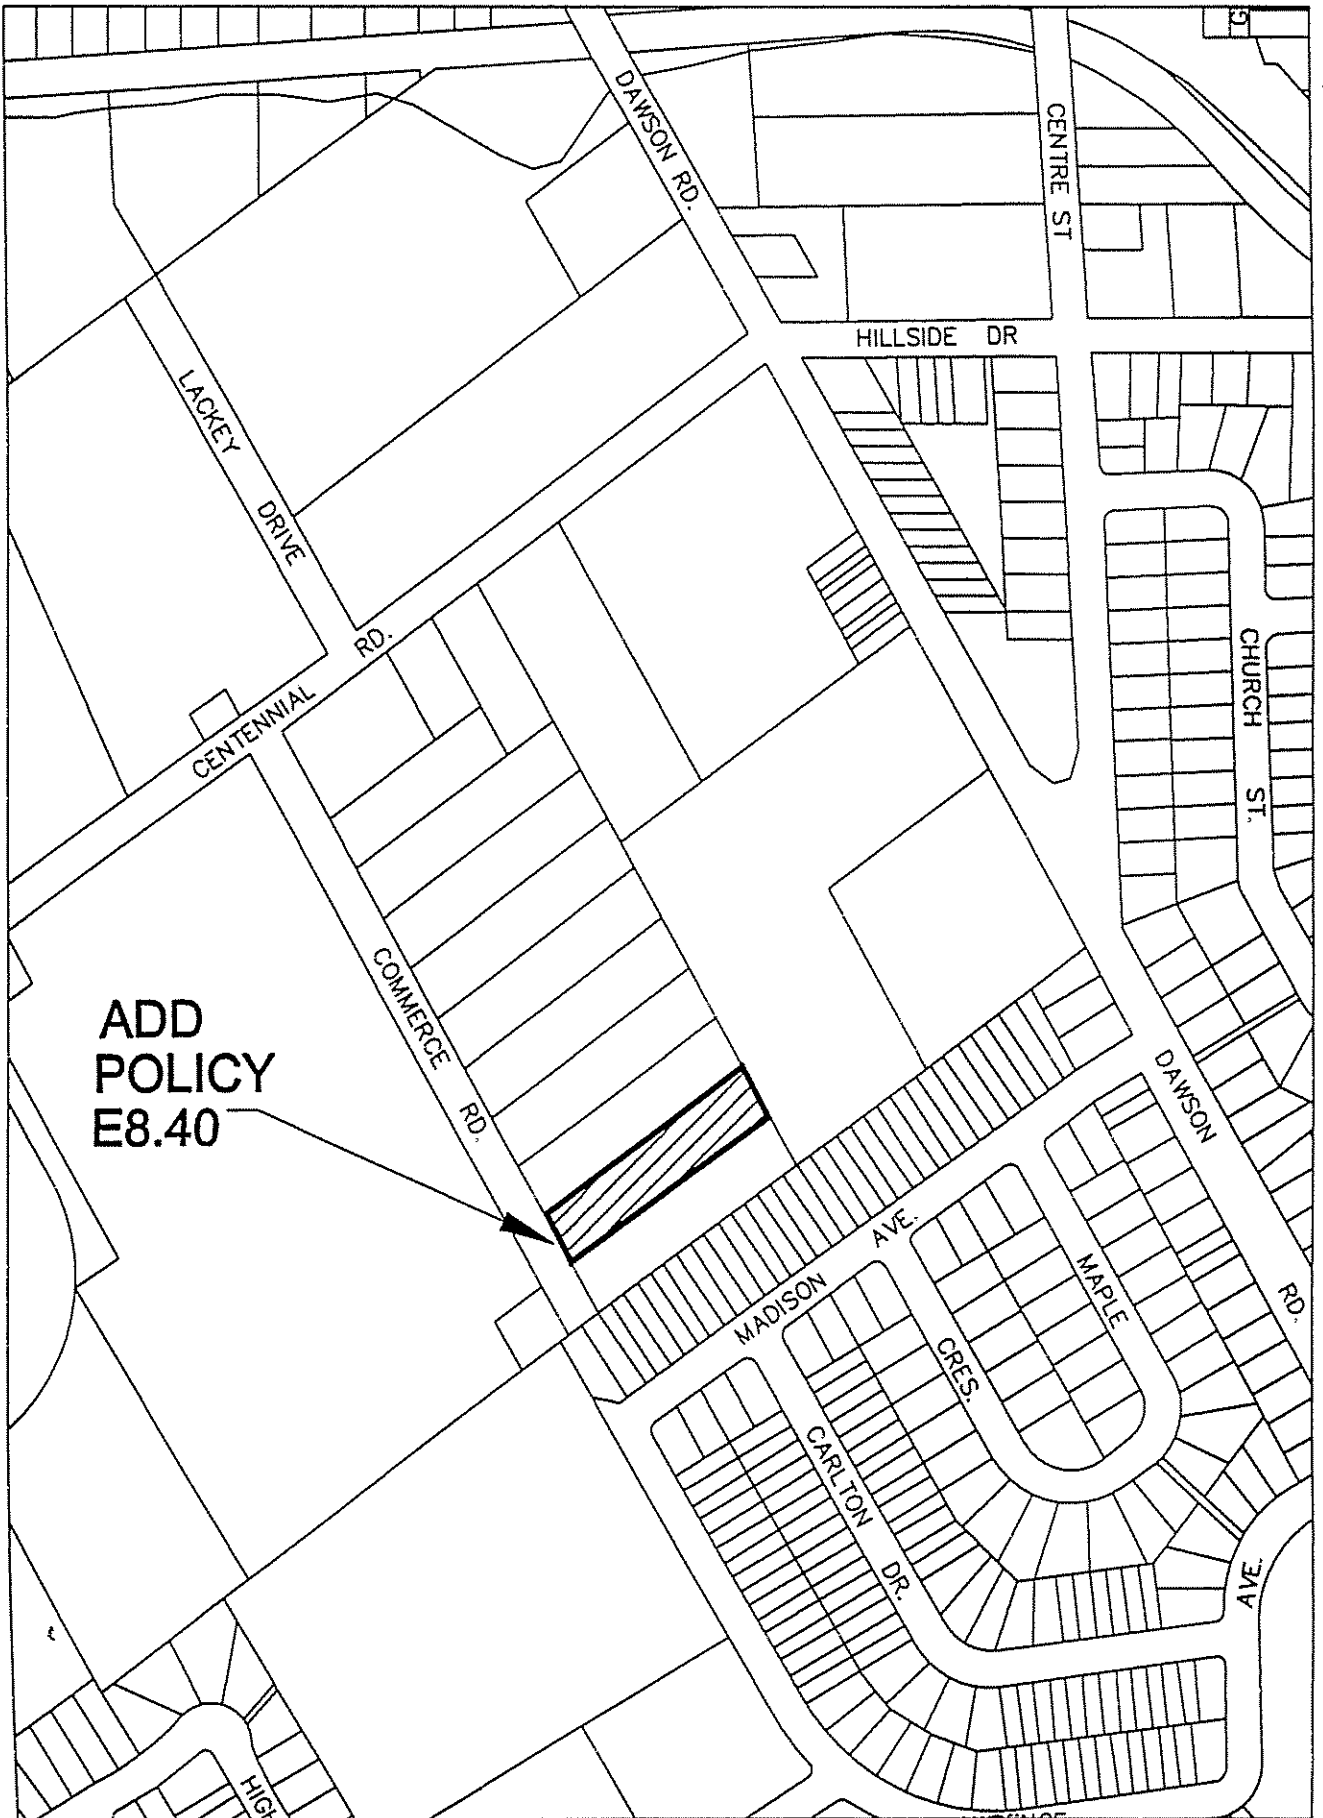 G
DAWSON RD.
CENTRE ST
HILLSIDE DR
LACKEY DRIVE
CENTENNIAL RD.
CHURCH ST.
COMMERCE RD.
ADD
POLICY
E8.40
DAWSON RD.
MADISON AVE.
MAPLE CRES.
CARLTON DR.
AVE.
HIGH